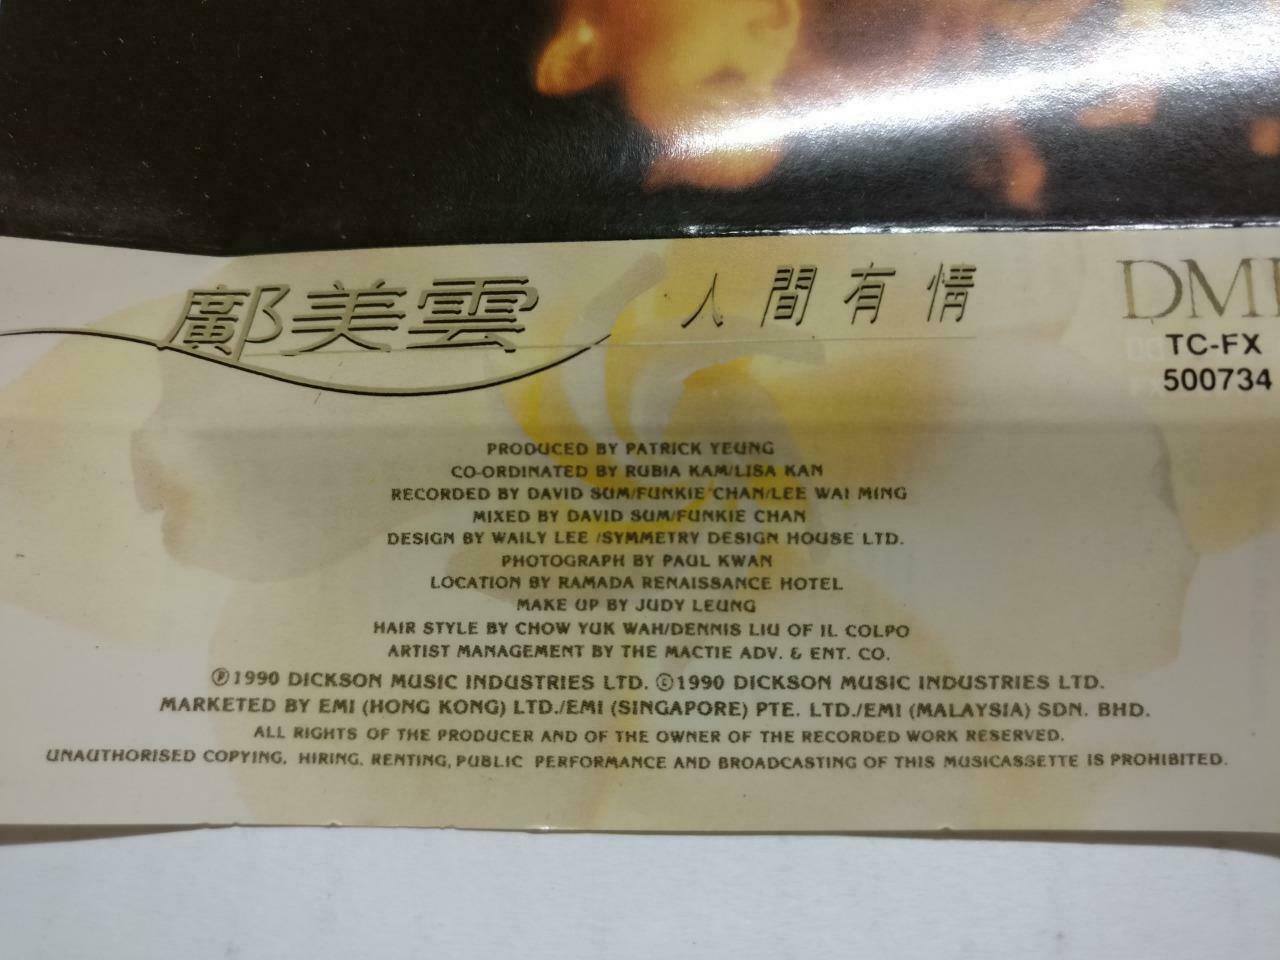 鄺美雲 人間有情
DMI
TC-FX
500734
PRODUCED BY PATRICK YEUNG
CO-ORDINATED BY RUBIA KAM/LISA KAN
RECORDED BY DAVID SUM/FUNKIE CHAN/LEE WAI MING
MIXED BY DAVID SUM/FUNKIE CHAN
DESIGN BY WAILY LEE /SYMMETRY DESIGN HOUSE LTD.
PHOTOGRAPH BY PAUL KWAN
LOCATION BY RAMADA RENAISSANCE HOTEL
MAKE UP BY JUDY LEUNG
HAIR STYLE BY CHOW YUK WAH/DENNIS LIU OF IL COLPO
ARTIST MANAGEMENT BY THE MACTIE ADV. & ENT. CO.
℗1990 DICKSON MUSIC INDUSTRIES LTD. ©1990 DICKSON MUSIC INDUSTRIES LTD.
MARKETED BY EMI (HONG KONG) LTD./EMI (SINGAPORE) PTE. LTD./EMI (MALAYSIA) SDN. BHD.
ALL RIGHTS OF THE PRODUCER AND OF THE OWNER OF THE RECORDED WORK RESERVED.
UNAUTHORISED COPYING, HIRING, RENTING, PUBLIC PERFORMANCE AND BROADCASTING OF THIS MUSICASSETTE IS PROHIBITED.